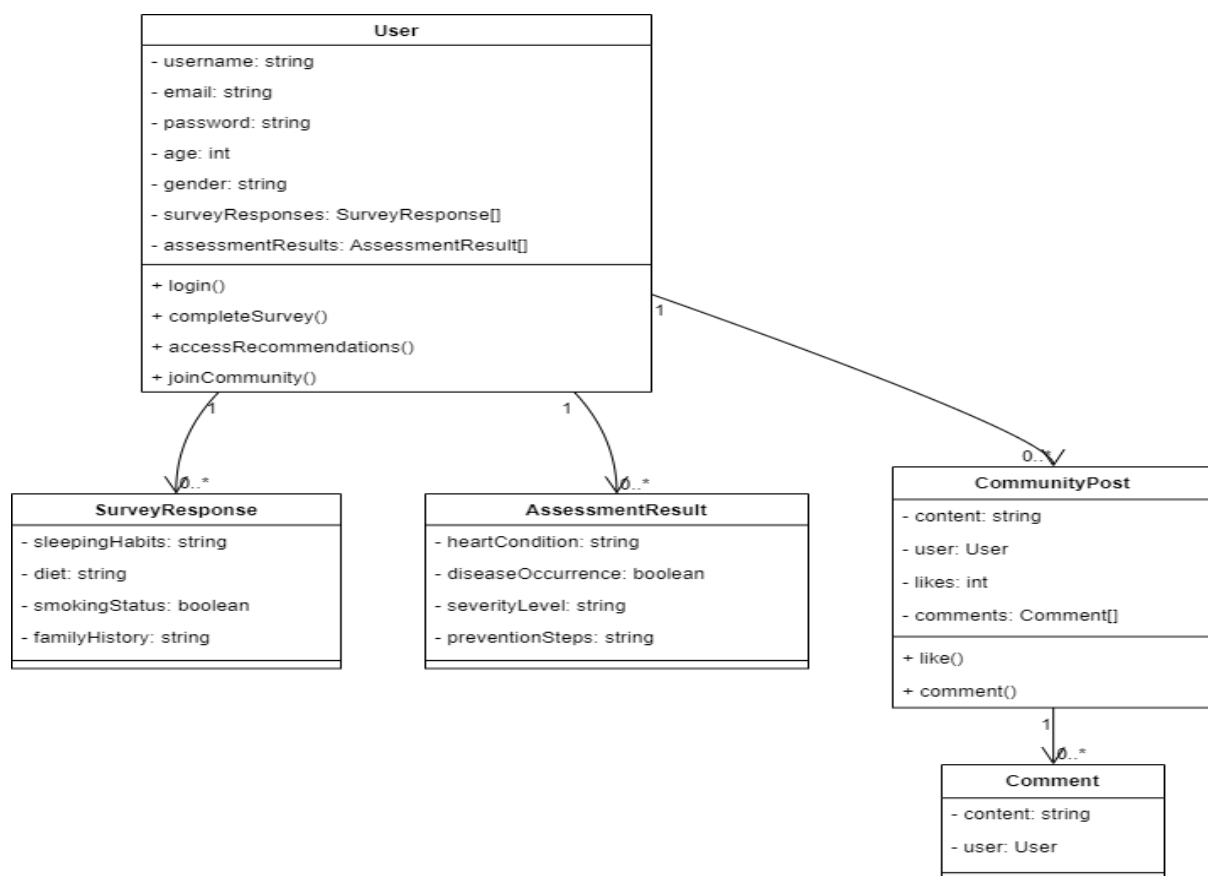 User
- username: string
- email: string
- password: string
- age: int
- gender: string
- surveyResponses: SurveyResponse[]
- assessmentResults: AssessmentResult[]
+ login()
+ completeSurvey()
+ accessRecommendations()
+ joinCommunity()
1
1
1
0..*
0..*
0..*
SurveyResponse
- sleepingHabits: string
- diet: string
- smokingStatus: boolean
- familyHistory: string
AssessmentResult
- heartCondition: string
- diseaseOccurrence: boolean
- severityLevel: string
- preventionSteps: string
CommunityPost
- content: string
- user: User
- likes: int
- comments: Comment[]
+ like()
+ comment()
1
0..*
Comment
- content: string
- user: User